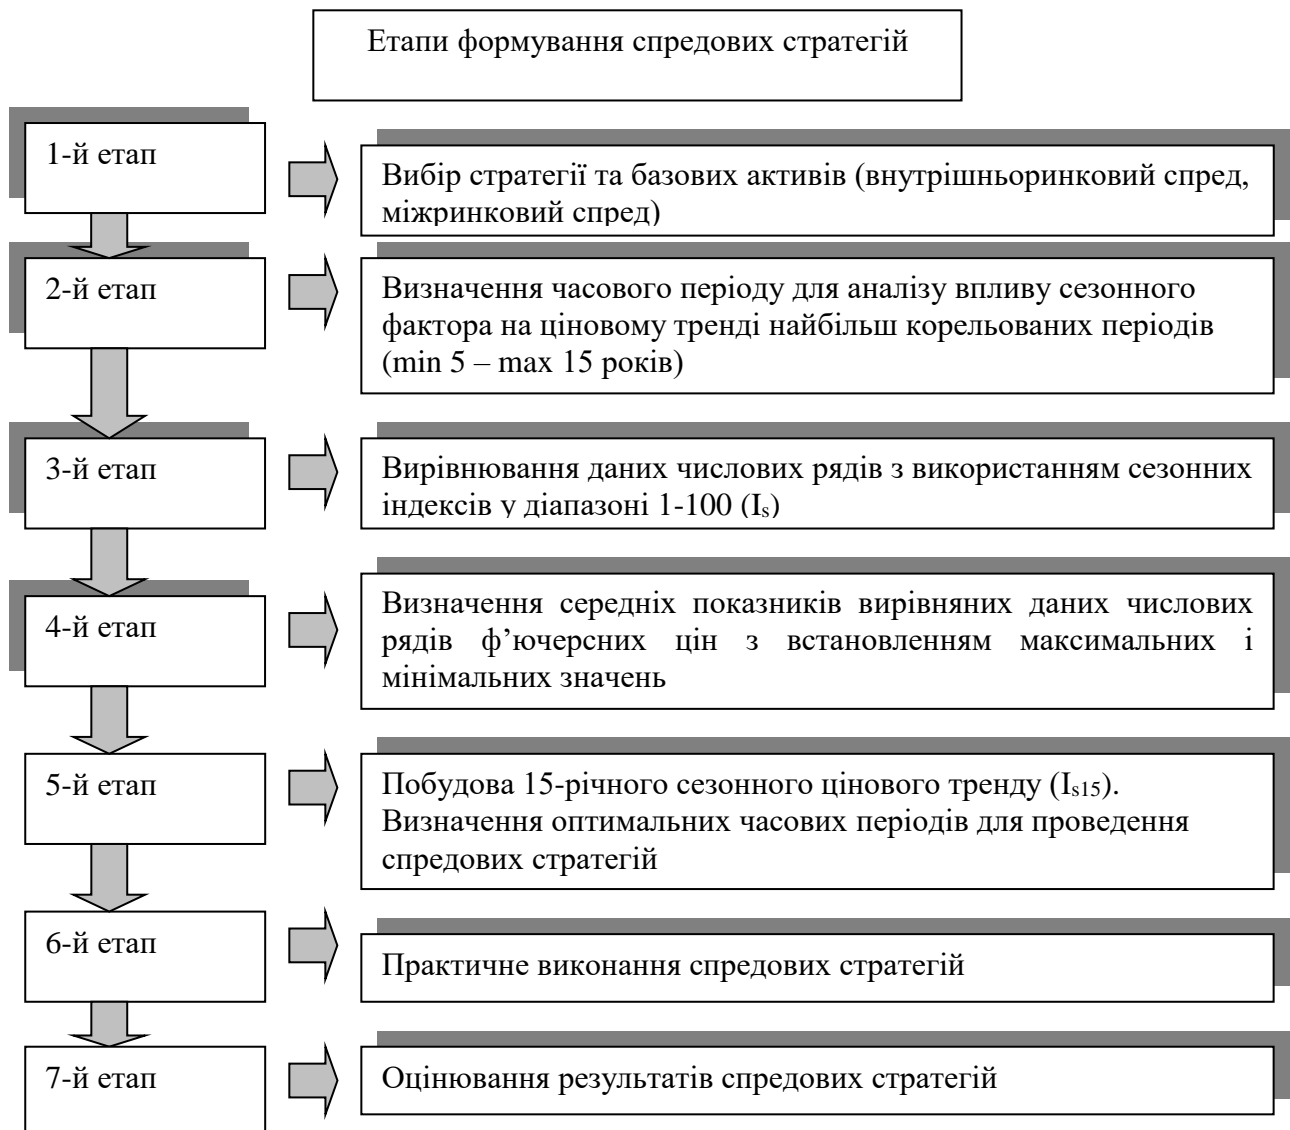 Етапи формування спредових стратегій
1-й етап
Вибір стратегії та базових активів (внутрішньоринковий спред,
міжринковий спред)
2-й етап
Визначення часового періоду для аналізу впливу сезонного
фактора на ціновому тренді найбільш корельованих періодів
(min 5 – max 15 років)
3-й етап
Вирівнювання даних числових рядів з використанням сезонних
індексів у діапазоні 1-100 (Is)
4-й етап
Визначення середніх показників вирівняних даних числових
рядів ф’ючерсних цін з встановленням максимальних і
мінімальних значень
5-й етап
Побудова 15-річного сезонного цінового тренду (Is15).
Визначення оптимальних часових періодів для проведення
спредових стратегій
6-й етап
Практичне виконання спредових стратегій
7-й етап
Оцінювання результатів спредових стратегій